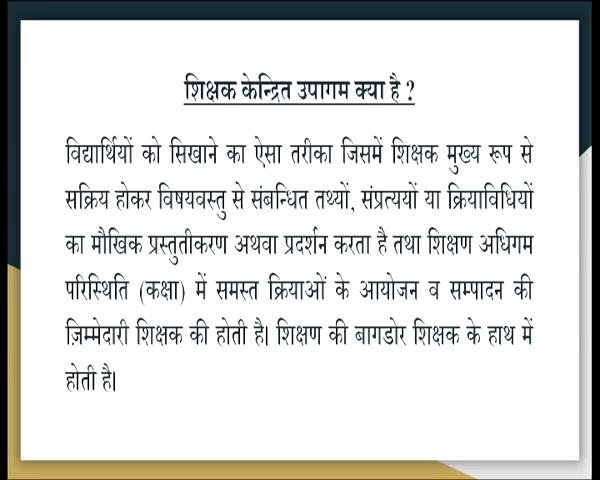 शिक्षक केन्द्रित उपागम क्या है ?
विद्यार्थियों को सिखाने का ऐसा तरीका जिसमें शिक्षक मुख्य रूप से
सक्रिय होकर विषयवस्तु से संबन्धित तथ्यों, संप्रत्ययों या क्रियाविधियों
का मौखिक प्रस्तुतीकरण अथवा प्रदर्शन करता है तथा शिक्षण अधिगम
परिस्थिति (कक्षा) में समस्त क्रियाओं के आयोजन व सम्पादन की
ज़िम्मेदारी शिक्षक की होती है। शिक्षण की बागडोर शिक्षक के हाथ में
होती है।